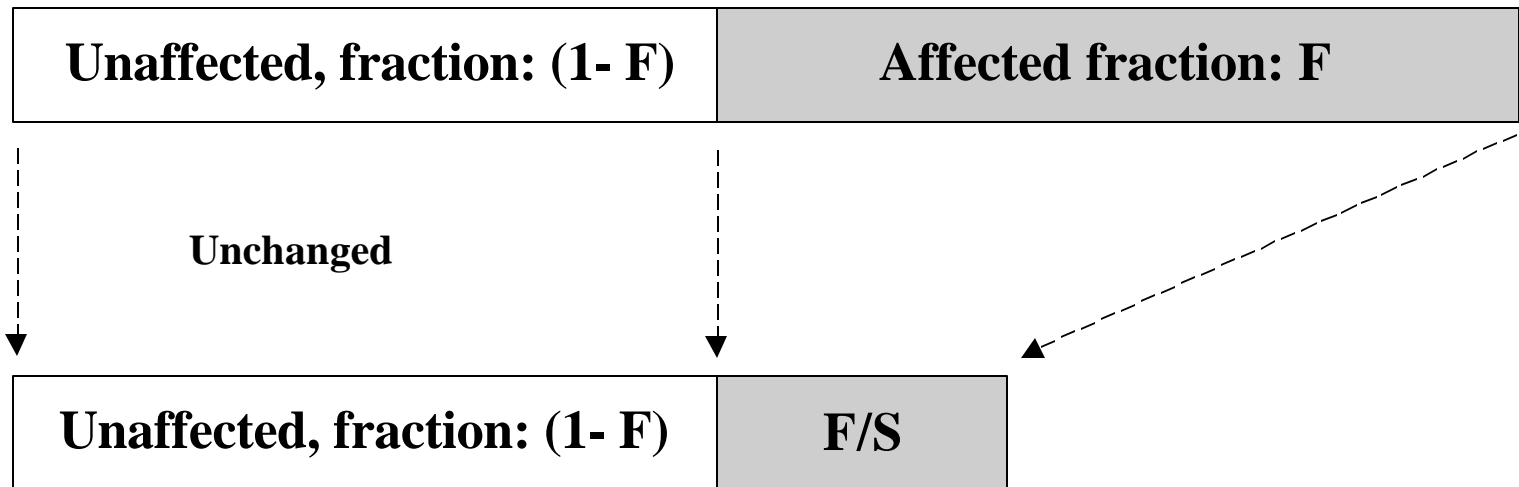 Unaffected, fraction: (1- F)
Affected fraction: F
Unchanged
Unaffected, fraction: (1- F)
F/S